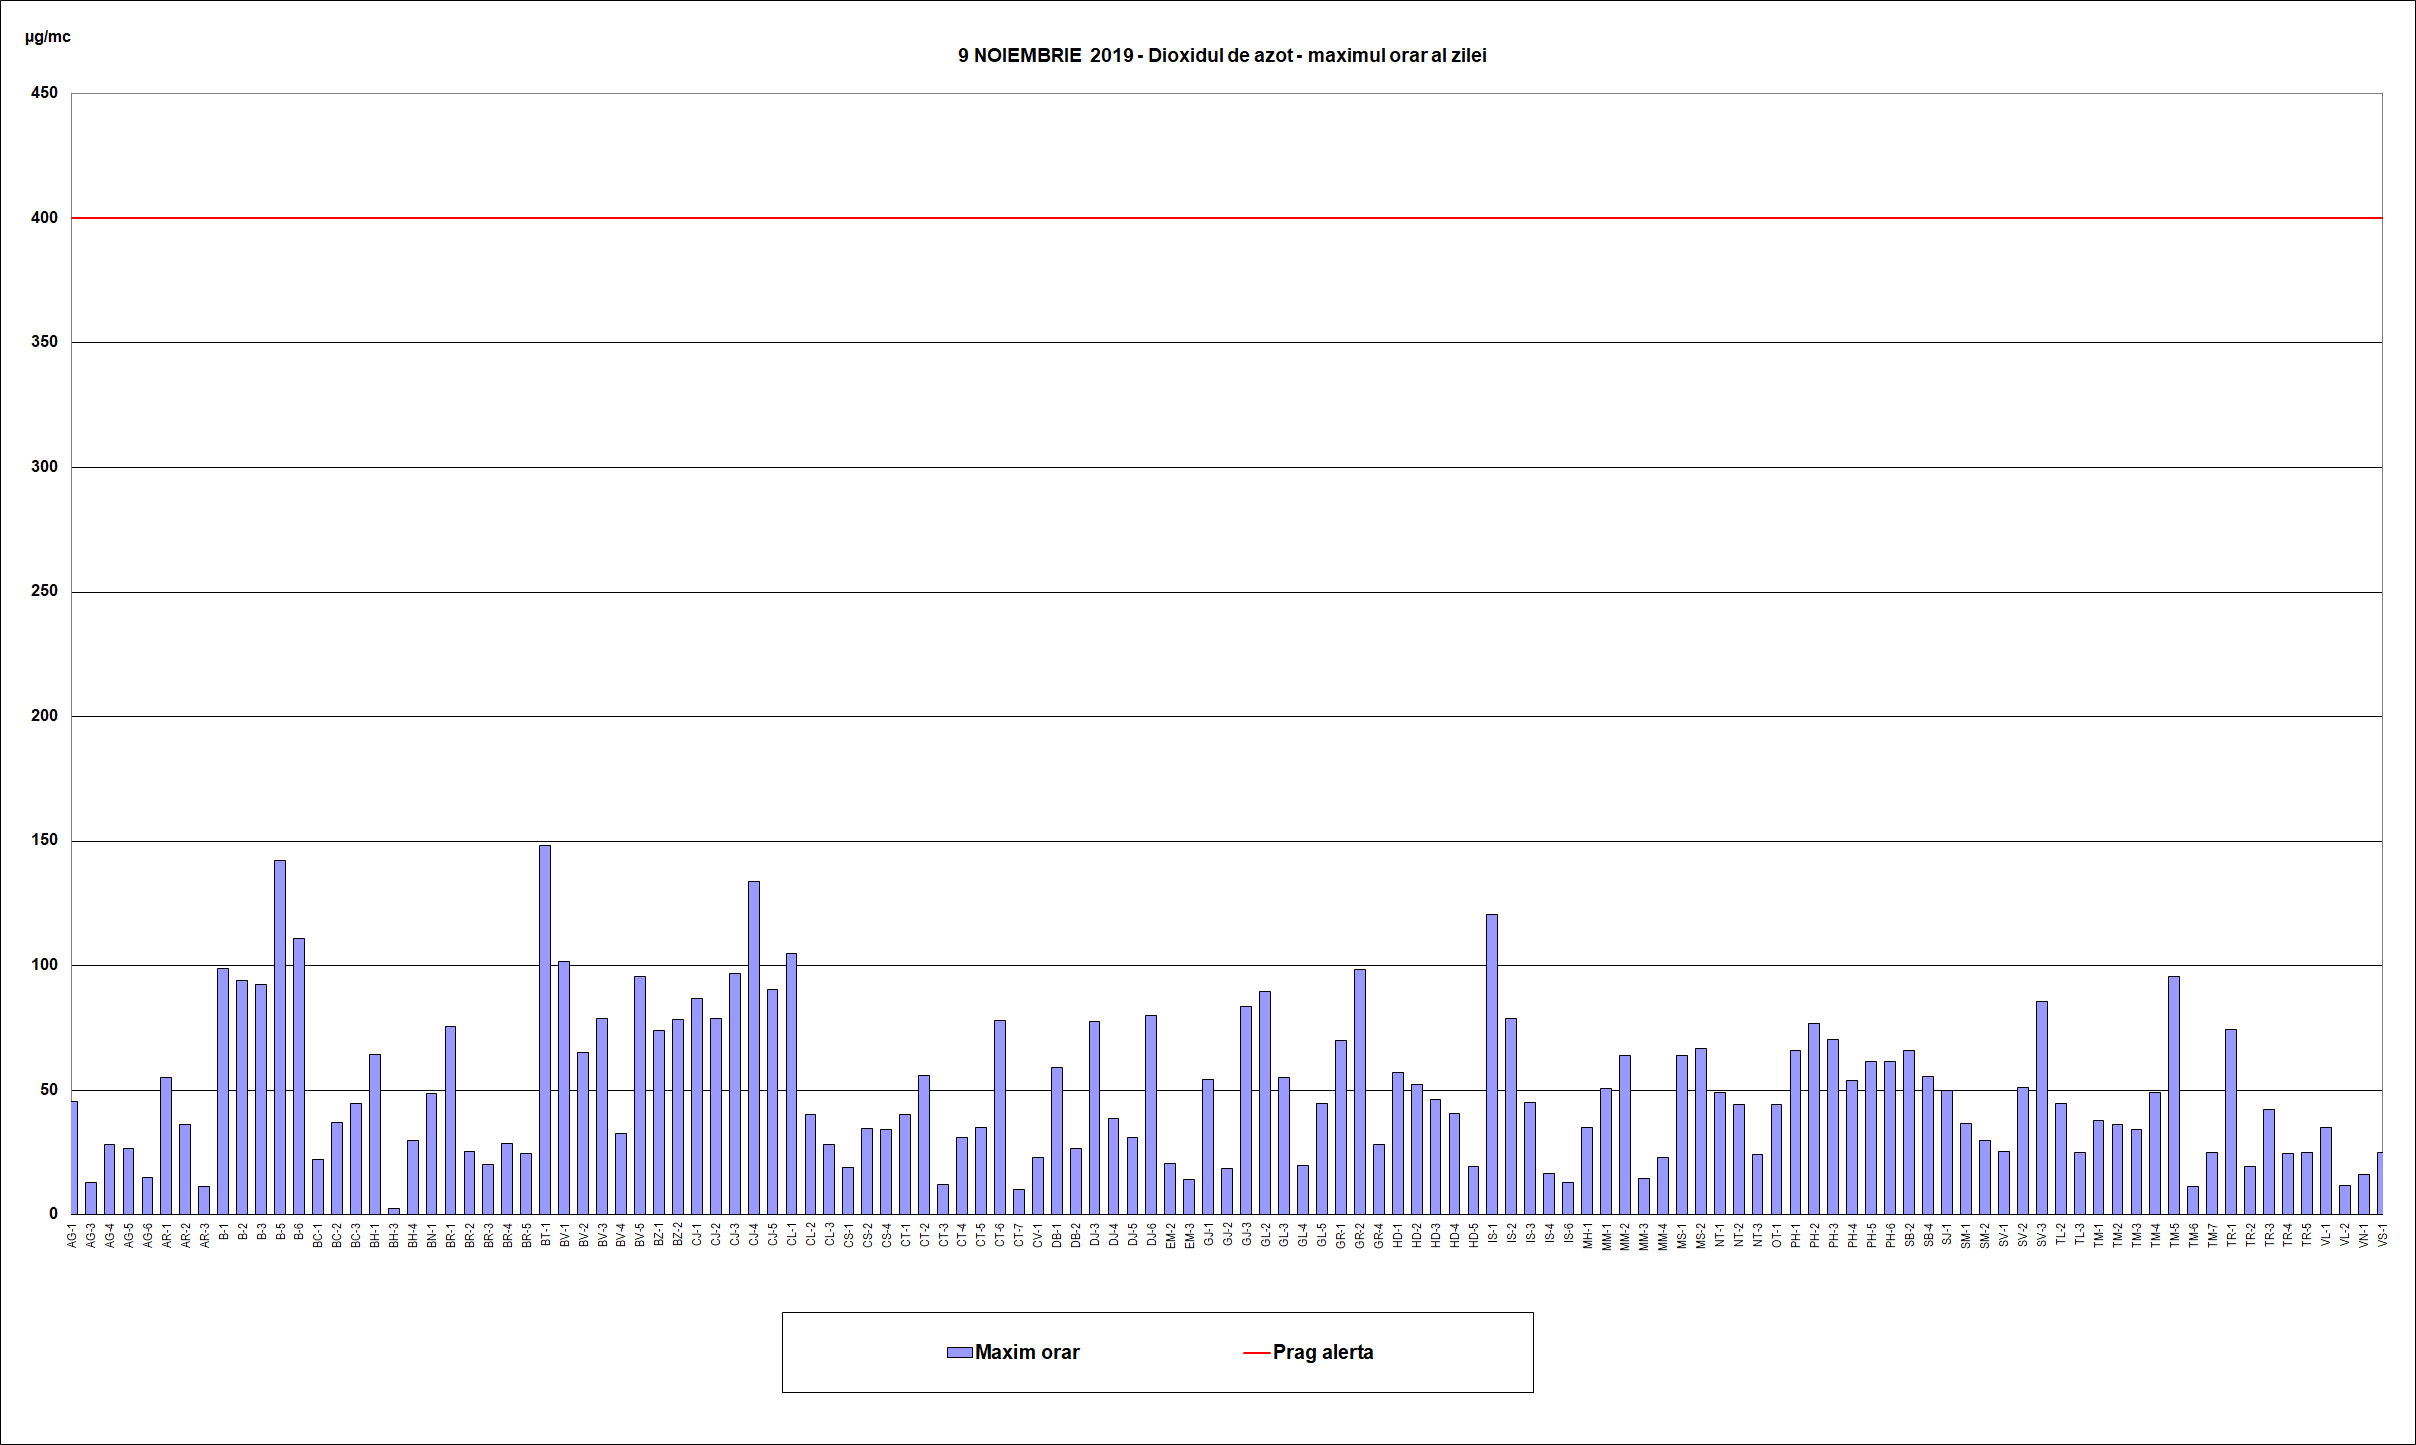 µg/mc
9 NOIEMBRIE 2019 - Dioxidul de azot - maximul orar al zilei
450
400
350
300
250
200
150
100
50
0
AG-1
AG-3
AG-4
AG-5
AG-6
AR-1
AR-2
AR-3
B-1
B-2
B-3
B-5
B-6
BC-1
BC-2
BC-3
BH-1
BH-3
BH-4
BN-1
BR-1
BR-2
BR-3
BR-4
BR-5
BT-1
BV-1
BV-2
BV-3
BV-4
BV-5
BZ-1
BZ-2
CJ-1
CJ-2
CJ-3
CJ-4
CJ-5
CL-1
CL-2
CL-3
CS-1
CS-2
CS-4
CT-1
CT-2
CT-3
CT-4
CT-5
CT-6
CT-7
CV-1
DB-1
DB-2
DJ-3
DJ-4
DJ-5
DJ-6
EM-2
EM-3
GJ-1
GJ-2
GJ-3
GL-2
GL-3
GL-4
GL-5
GR-1
GR-2
GR-4
HD-1
HD-2
HD-3
HD-4
HD-5
IS-1
IS-2
IS-3
IS-4
IS-6
MH-1
MM-1
MM-2
MM-3
MM-4
MS-1
MS-2
NT-1
NT-2
NT-3
OT-1
PH-1
PH-2
PH-3
PH-4
PH-5
PH-6
SB-2
SB-4
SJ-1
SM-1
SM-2
SV-1
SV-2
SV-3
TL-2
TL-3
TM-1
TM-2
TM-3
TM-4
TM-5
TM-6
TM-7
TR-1
TR-2
TR-3
TR-4
TR-5
VL-1
VL-2
VN-1
VS-1
Maxim orar
Prag alerta